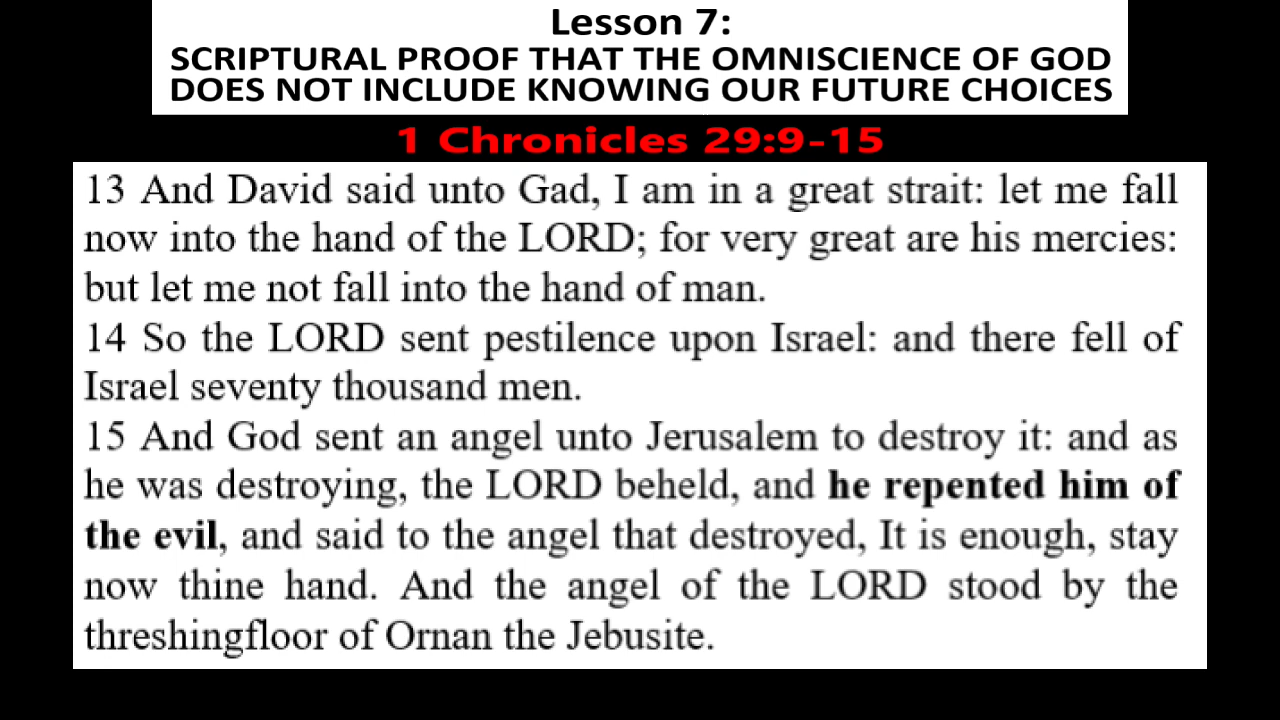 Lesson 7:
SCRIPTURAL PROOF THAT THE OMNISCIENCE OF GOD
DOES NOT INCLUDE KNOWING OUR FUTURE CHOICES
1 Chronicles 29:9-15
13 And David said unto Gad, I am in a great strait: let me fall
now into the hand of the LORD; for very great are his mercies:
but let me not fall into the hand of man.
14 So the LORD sent pestilence upon Israel: and there fell of
Israel seventy thousand men.
15 And God sent an angel unto Jerusalem to destroy it: and as
he was destroying, the LORD beheld, and he repented him of
the evil, and said to the angel that destroyed, It is enough, stay
now thine hand. And the angel of the LORD stood by the
threshingfloor of Ornan the Jebusite.